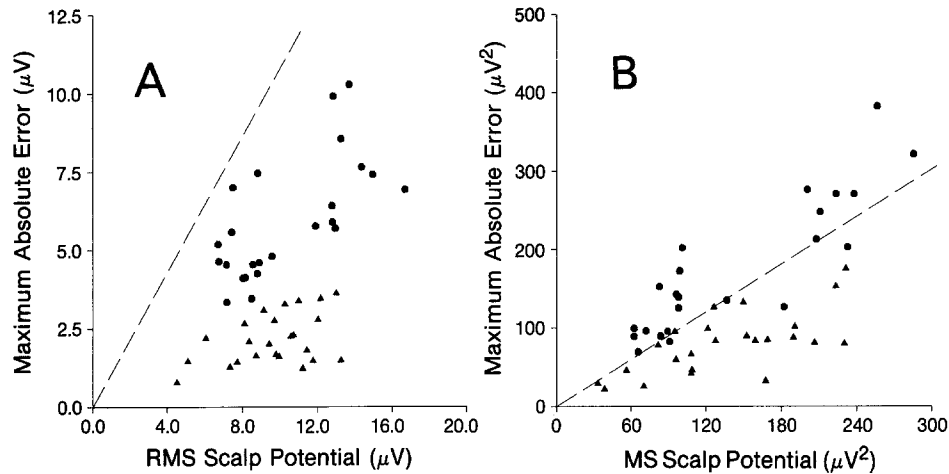 A
Maximum Absolute Error (μV)
12.5
10.0
7.5
5.0
2.5
0.0
0.0 4.0 8.0 12.0 16.0 20.0
RMS Scalp Potential (μV)
B
Maximum Absolute Error (μV²)
500
400
300
200
100
0
0 60 120 180 240 300
MS Scalp Potential (μV²)